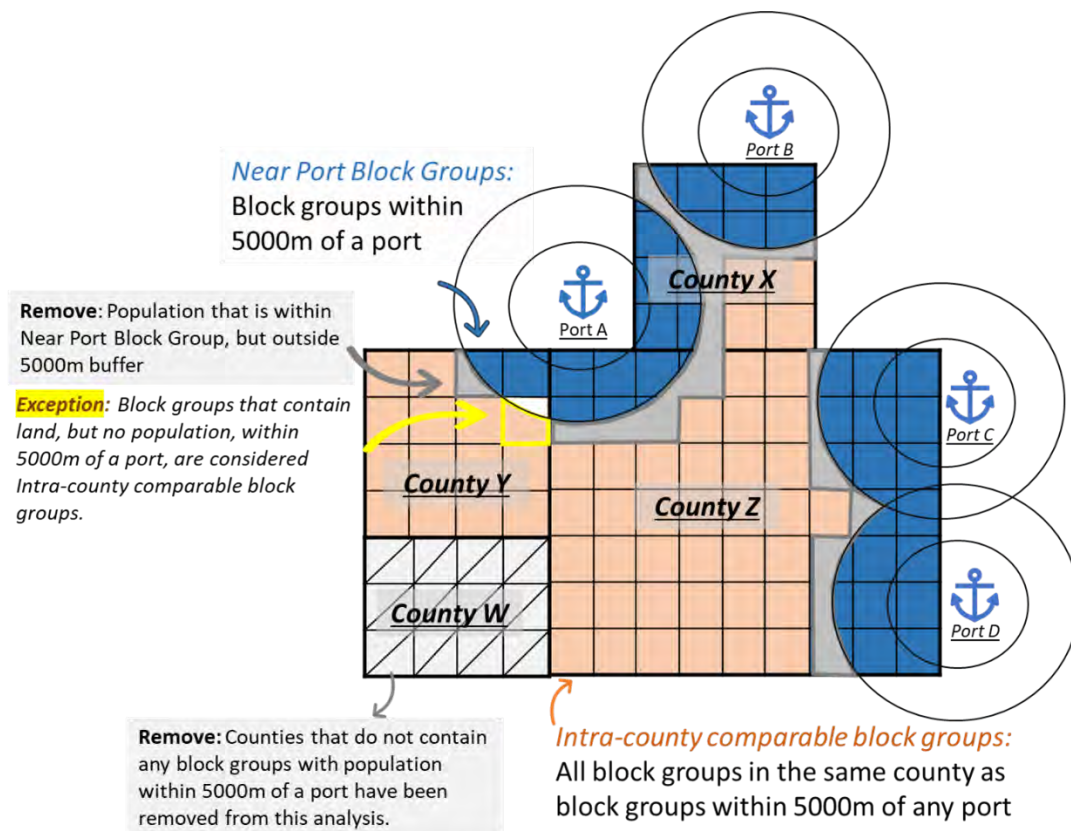 Port B
Near Port Block Groups:
Block groups within
5000m of a port
County X
Remove: Population that is within
Near Port Block Group, but outside
5000m buffer
Port A
Exception: Block groups that contain
land, but no population, within
5000m of a port, are considered
Intra-county comparable block
groups.
Port C
County Y
County Z
County W
Port D
Remove: Counties that do not contain
any block groups with population
within 5000m of a port have been
removed from this analysis.
Intra-county comparable block groups:
All block groups in the same county as
block groups within 5000m of any port